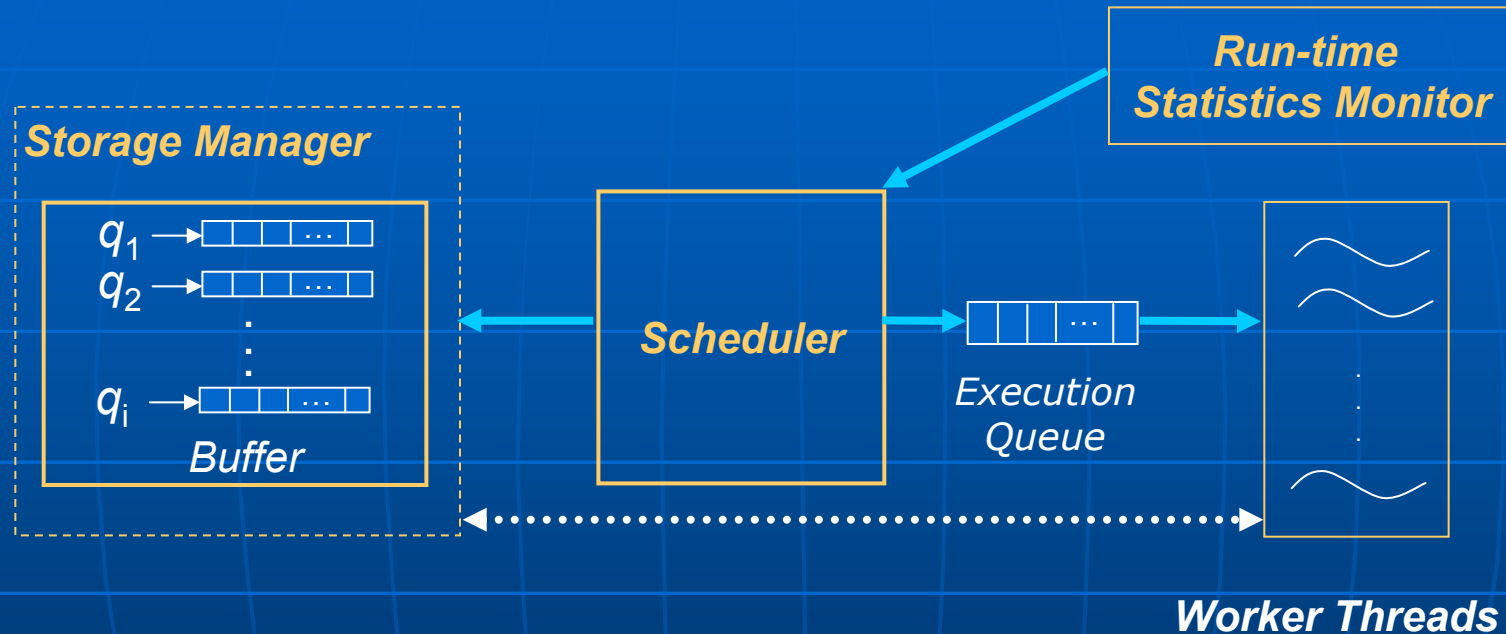 Run-time
Statistics Monitor
Storage Manager
q1
...
q2
...
.
.
.
qi
...
Buffer
Scheduler
...
Execution
Queue
.
.
.
Worker Threads